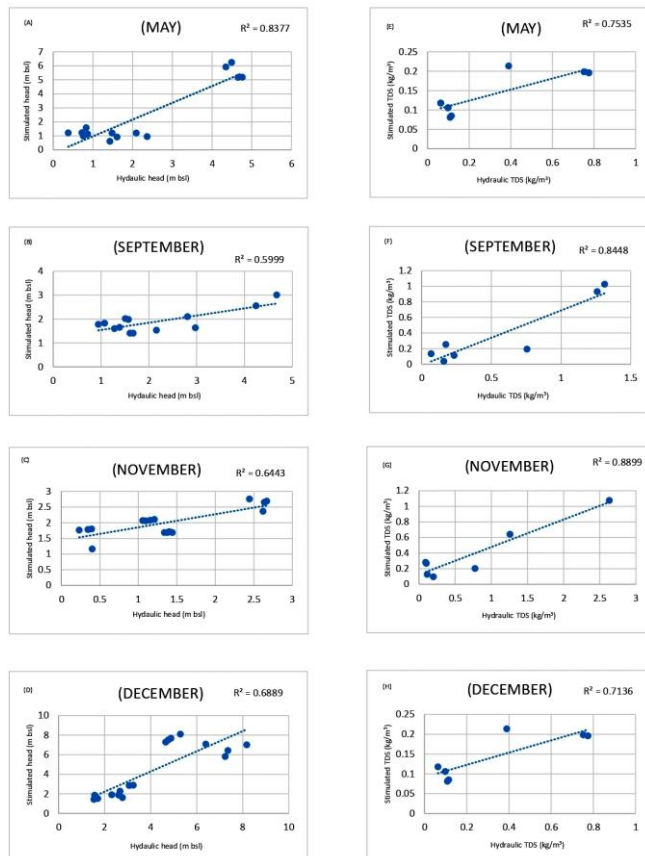 [A]
(MAY)
R² = 0.8377
Stimulated head (m bsl)
7
6
5
4
3
2
1
0
0 1 2 3 4 5 6
Hydaulic head (m bsl)
[E]
(MAY)
R² = 0.7535
Stimulated TDS (kg/m³)
0.25
0.2
0.15
0.1
0.05
0
0 0.2 0.4 0.6 0.8 1
Hydraulic TDS (kg/m³)
[B]
(SEPTEMBER)
R² = 0.5999
Stimulated head (m bsl)
4
3
2
1
0
0 1 2 3 4 5
Hydaulic head (m bsl)
[F]
(SEPTEMBER)
R² = 0.8448
Stimulated TDS (kg/m³)
1.2
1
0.8
0.6
0.4
0.2
0
0 0.5 1 1.5
Hydraulic TDS (kg/m³)
[C]
(NOVEMBER)
R² = 0.6443
Stimulated head (m bsl)
3
2.5
2
1.5
1
0.5
0
0 0.5 1 1.5 2 2.5 3
Hydaulic head (m bsl)
[G]
(NOVEMBER)
R² = 0.8899
Stimulated TDS (kg/m³)
1.2
1
0.8
0.6
0.4
0.2
0
0 0.5 1 1.5 2 2.5 3
Hydraulic TDS (kg/m³)
[D]
(DECEMBER)
R² = 0.6889
Stimulated head (m bsl)
10
8
6
4
2
0
0 2 4 6 8 10
Hydaulic head (m bsl)
[H]
(DECEMBER)
R² = 0.7136
Stimulated TDS (kg/m³)
0.25
0.2
0.15
0.1
0.05
0
0 0.2 0.4 0.6 0.8 1
Hydraulic TDS (kg/m³)